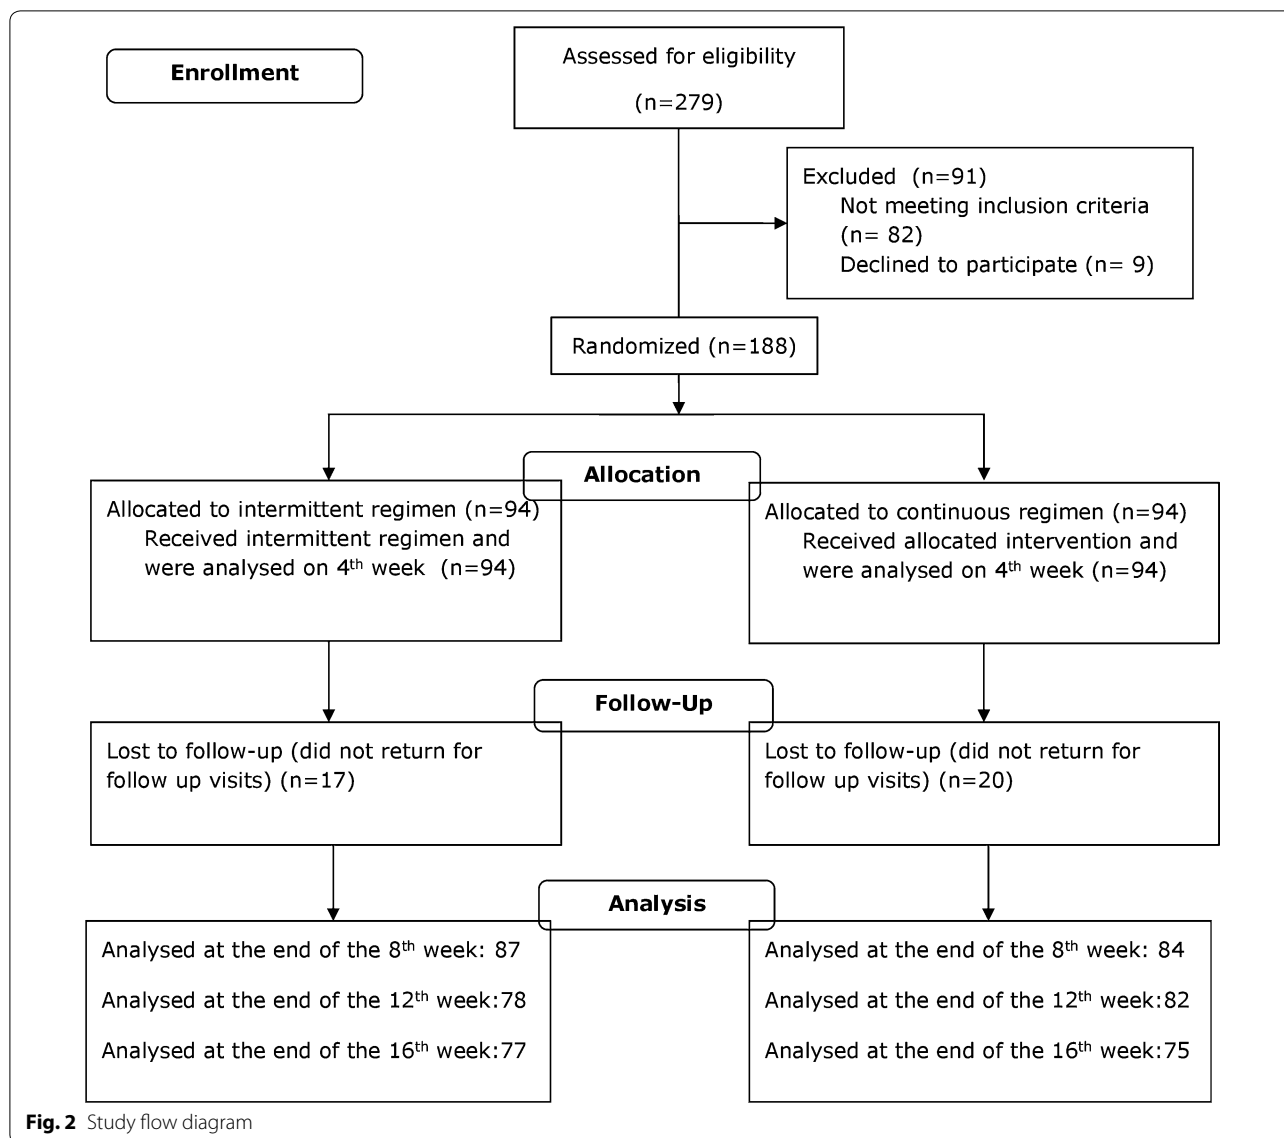 Enrollment
Assessed for eligibility
(n=279)
Excluded (n=91)
Not meeting inclusion criteria
(n= 82)
Declined to participate (n= 9)
Randomized (n=188)
Allocation
Allocated to intermittent regimen (n=94)
Received intermittent regimen and
were analysed on 4th week (n=94)
Allocated to continuous regimen (n=94)
Received allocated intervention and
were analysed on 4th week (n=94)
Follow-Up
Lost to follow-up (did not return for
follow up visits) (n=17)
Lost to follow-up (did not return for
follow up visits) (n=20)
Analysis
Analysed at the end of the 8th week: 87
Analysed at the end of the 12th week:78
Analysed at the end of the 16th week:77
Analysed at the end of the 8th week: 84
Analysed at the end of the 12th week:82
Analysed at the end of the 16th week:75
Fig. 2 Study flow diagram